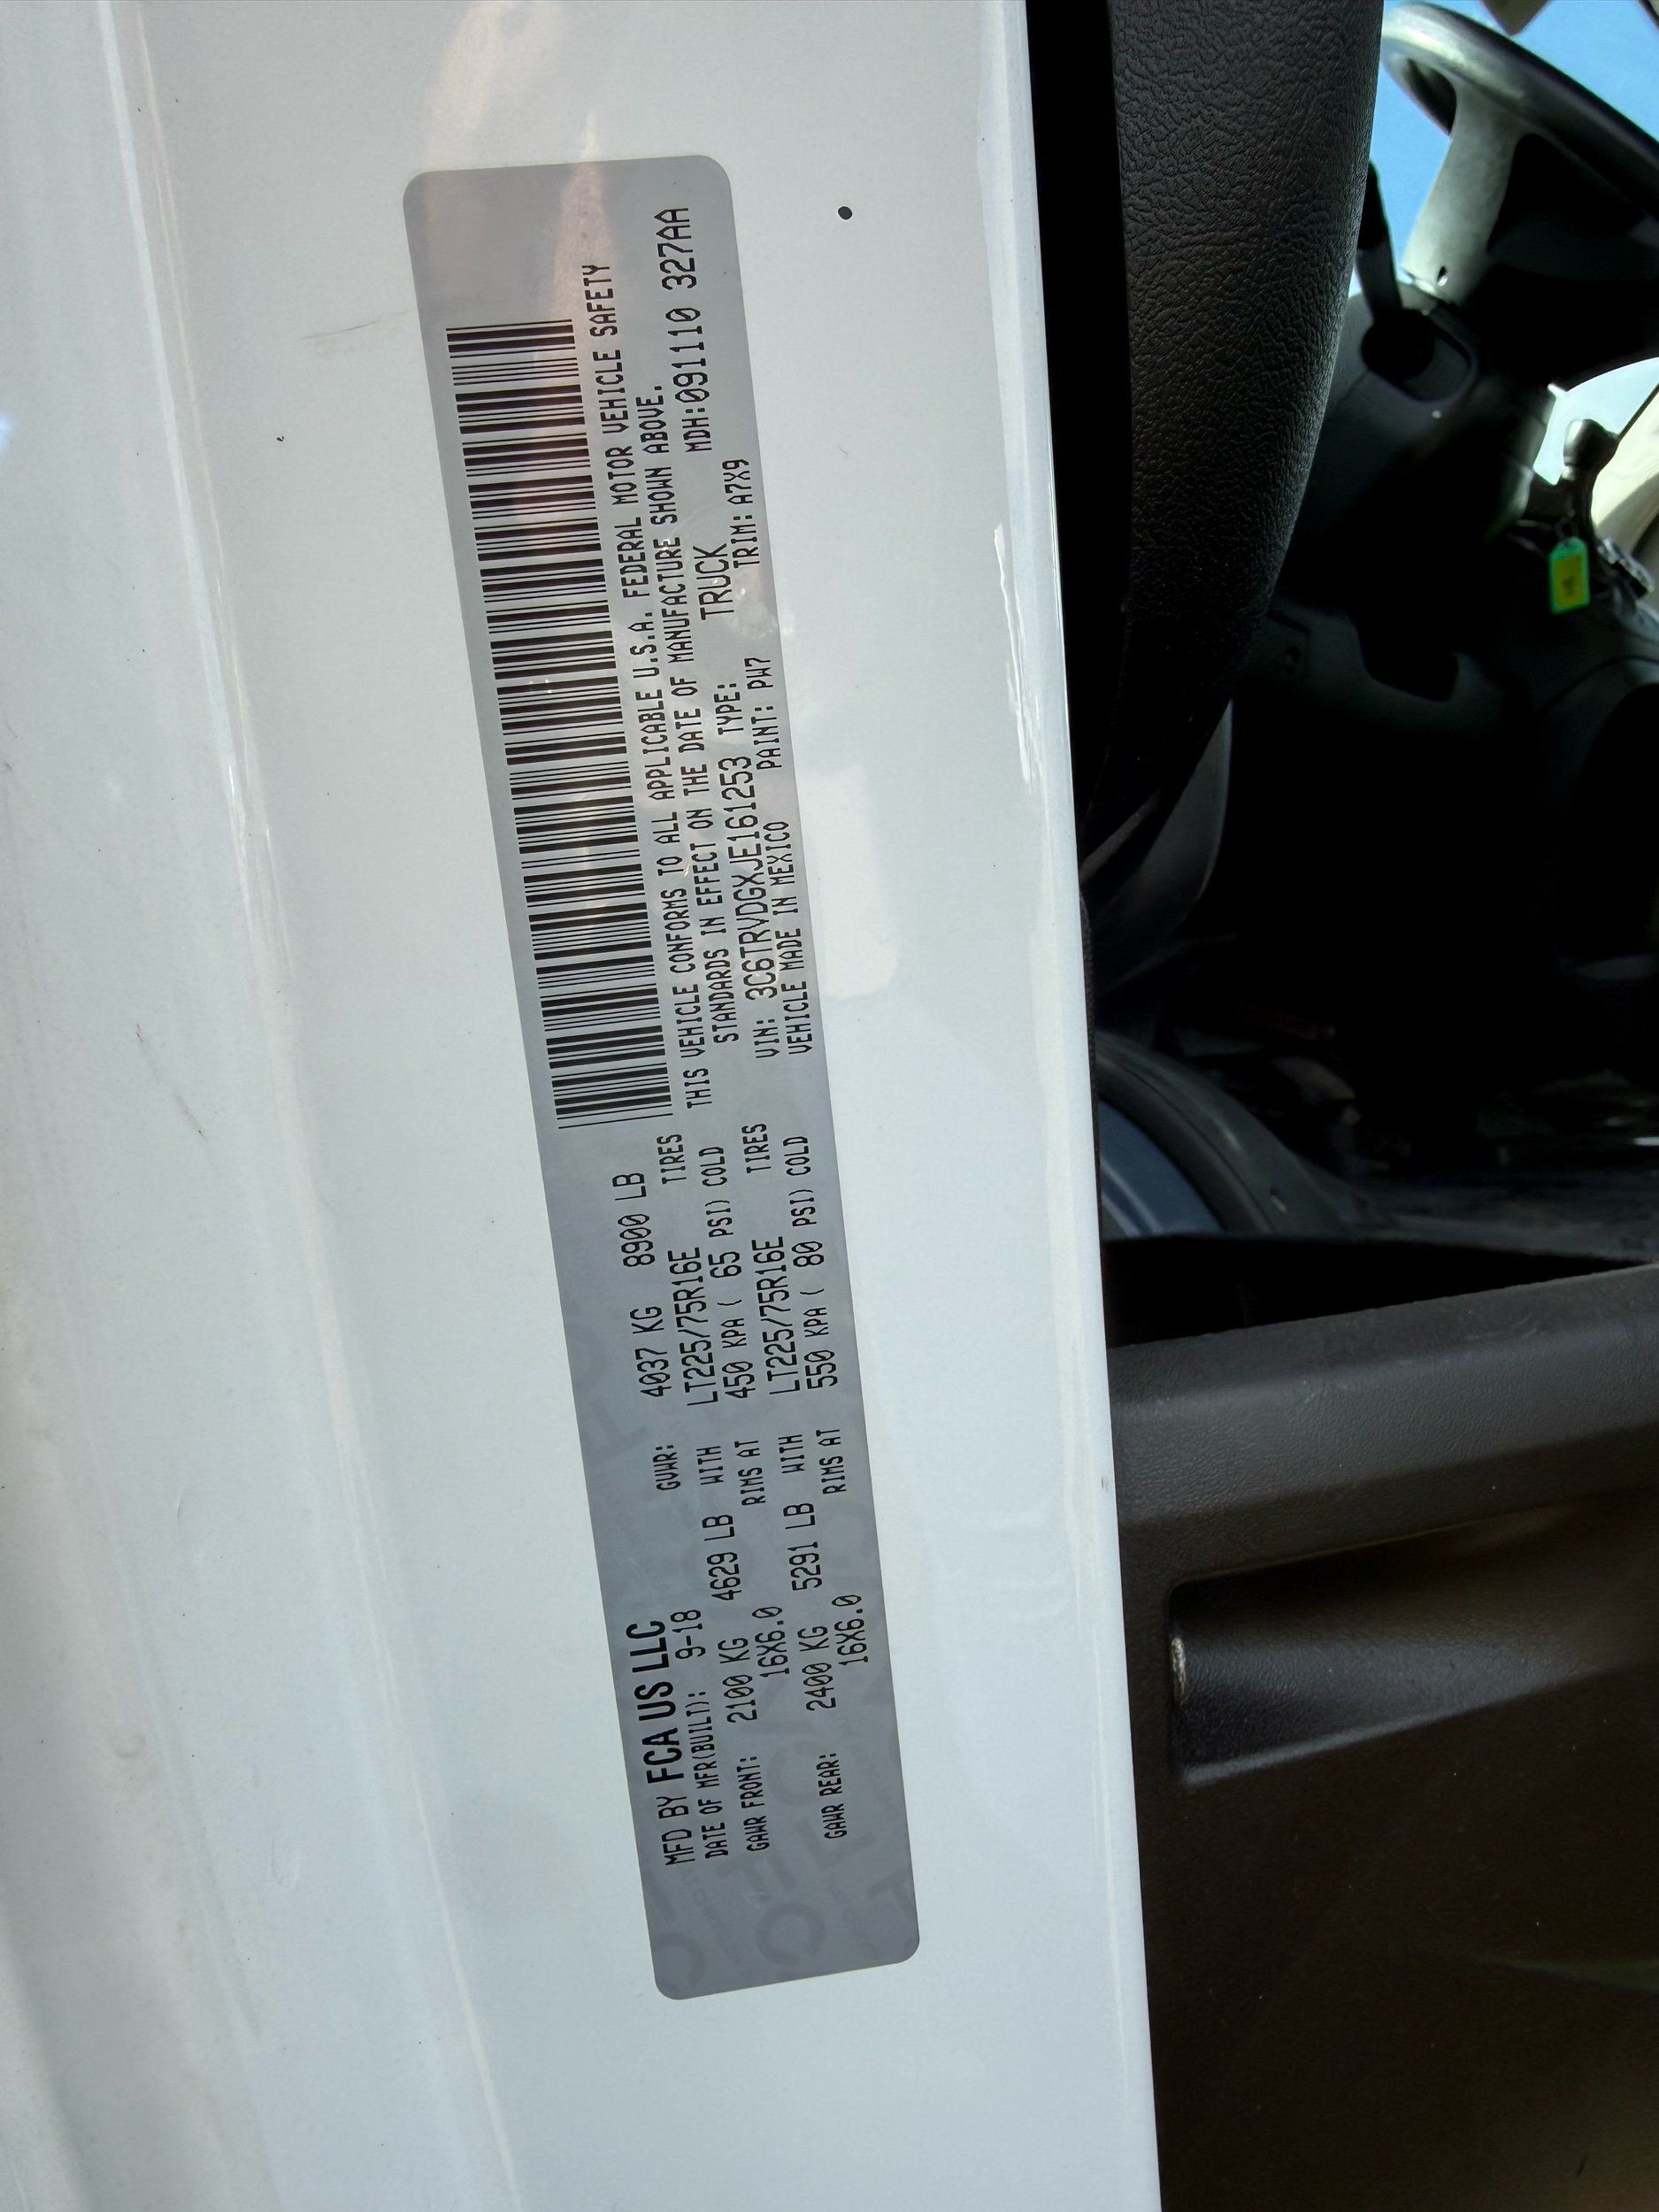 MFD BY FCA US LLC
DATE OF MFR(BUILT): 9-18
GVWR: 4037 KG 8900 LB
GAWR FRONT: 2100 KG 4629 LB WITH LT225/75R16E TIRES
16X6.0 RIMS AT 450 KPA ( 65 PSI) COLD
GAWR REAR: 2400 KG 5291 LB WITH LT225/75R16E TIRES
16X6.0 RIMS AT 550 KPA ( 80 PSI) COLD
THIS VEHICLE CONFORMS TO ALL APPLICABLE U.S.A. FEDERAL MOTOR VEHICLE SAFETY
STANDARDS IN EFFECT ON THE DATE OF MANUFACTURE SHOWN ABOVE.
VIN: 3C6TRVDGXJE161253 TYPE: TRUCK MDH:091110 327AA
VEHICLE MADE IN MEXICO PAINT: PW7 TRIM: A7X9